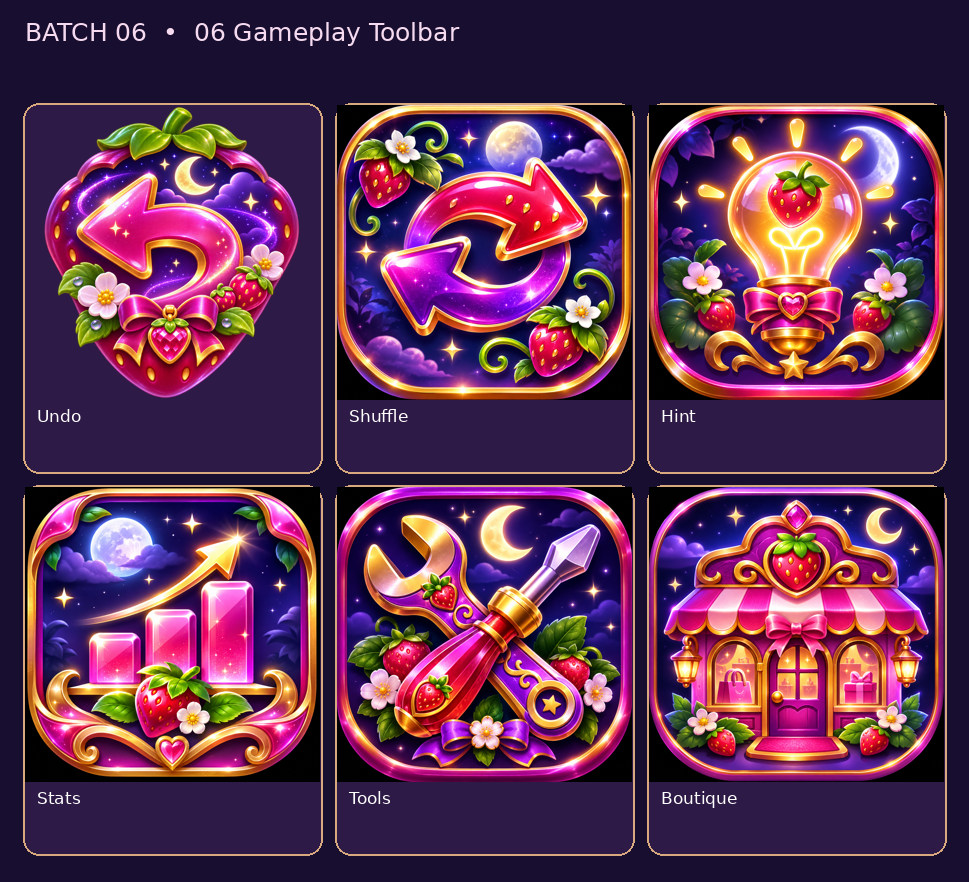 BATCH 06 • 06 Gameplay Toolbar
Undo
Shuffle
Hint
Stats
Tools
Boutique